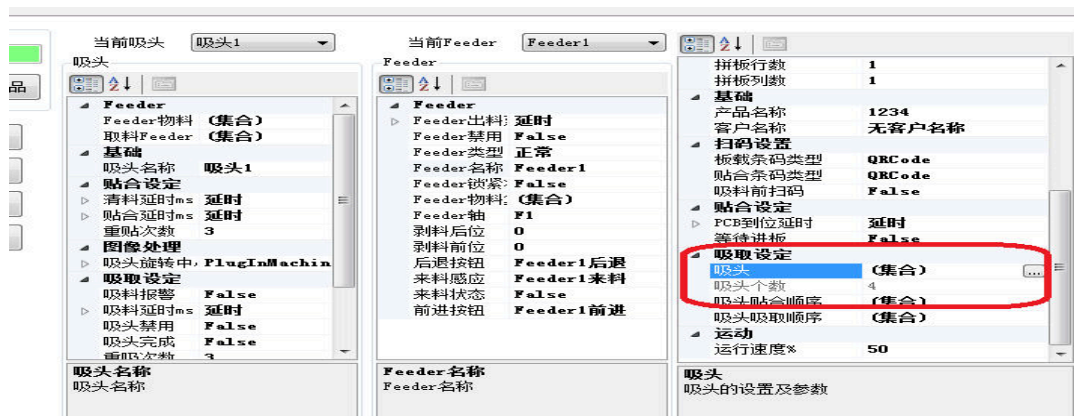 品
当前吸头 吸头1
吸头
Feeder
Feeder物料 (集合)
取料Feeder (集合)
基础
吸头名称 吸头1
贴合设定
清料延时ms 延时
贴合延时ms 延时
重贴次数 3
图像处理
吸头旋转中 PlugInMachin
吸取设定
吸料报警 False
吸料延时ms 延时
吸头禁用 False
吸头完成 False
重吸次数 3
吸头名称
吸头名称
当前Feeder Feeder1
Feeder
Feeder
Feeder出料 延时
Feeder禁用 False
Feeder类型 正常
Feeder名称 Feeder1
Feeder锁紧 False
Feeder物料 (集合)
Feeder轴 F1
剥料后位 0
剥料前位 0
后退按钮 Feeder1后退
来料感应 Feeder1来料
来料状态 False
前进按钮 Feeder1前进
Feeder名称
Feeder名称
拼板行数 1
拼板列数 1
基础
产品名称 1234
客户名称 无客户名称
扫码设置
板载条码类型 QRCode
贴合条码类型 QRCode
吸料前扫码 False
贴合设定
PCB到位延时 延时
等待进板 False
吸取设定
吸头 (集合) ...
吸头个数 4
吸头贴合顺序 (集合)
吸头吸取顺序 (集合)
运动
运行速度% 50
吸头
吸头的设置及参数